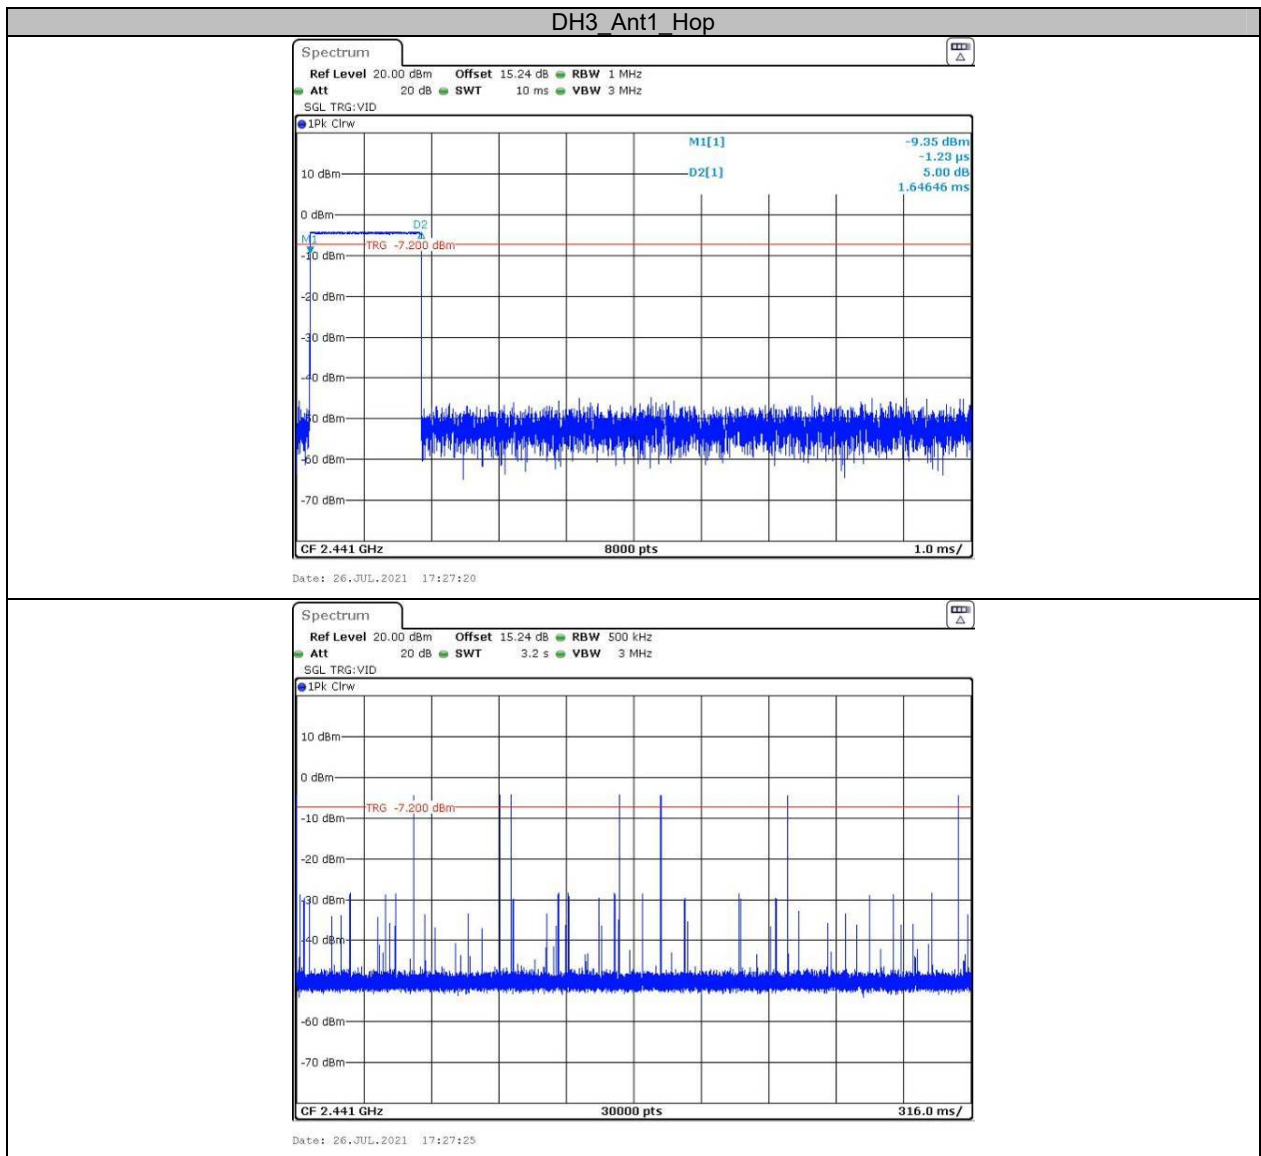 DH3_Ant1_Hop
Spectrum
Ref Level 20.00 dBm Offset 15.24 dB RBW 1 MHz
Att 20 dB SWT 10 ms VBW 3 MHz
SGL TRG:VID
1Pk Clrw
M1[1] -9.35 dBm
-1.23 µs
10 dBm D2[1] 5.00 dB
1.64646 ms
0 dBm
D2
M1
TRG -7.200 dBm
-10 dBm
-20 dBm
-30 dBm
-40 dBm
-50 dBm
-60 dBm
-70 dBm
CF 2.441 GHz 8000 pts 1.0 ms/
Date: 26.JUL.2021 17:27:20
Spectrum
Ref Level 20.00 dBm Offset 15.24 dB RBW 500 kHz
Att 20 dB SWT 3.2 s VBW 3 MHz
SGL TRG:VID
1Pk Clrw
10 dBm
0 dBm
TRG -7.200 dBm
-10 dBm
-20 dBm
-30 dBm
-40 dBm
-60 dBm
-70 dBm
CF 2.441 GHz 30000 pts 316.0 ms/
Date: 26.JUL.2021 17:27:25